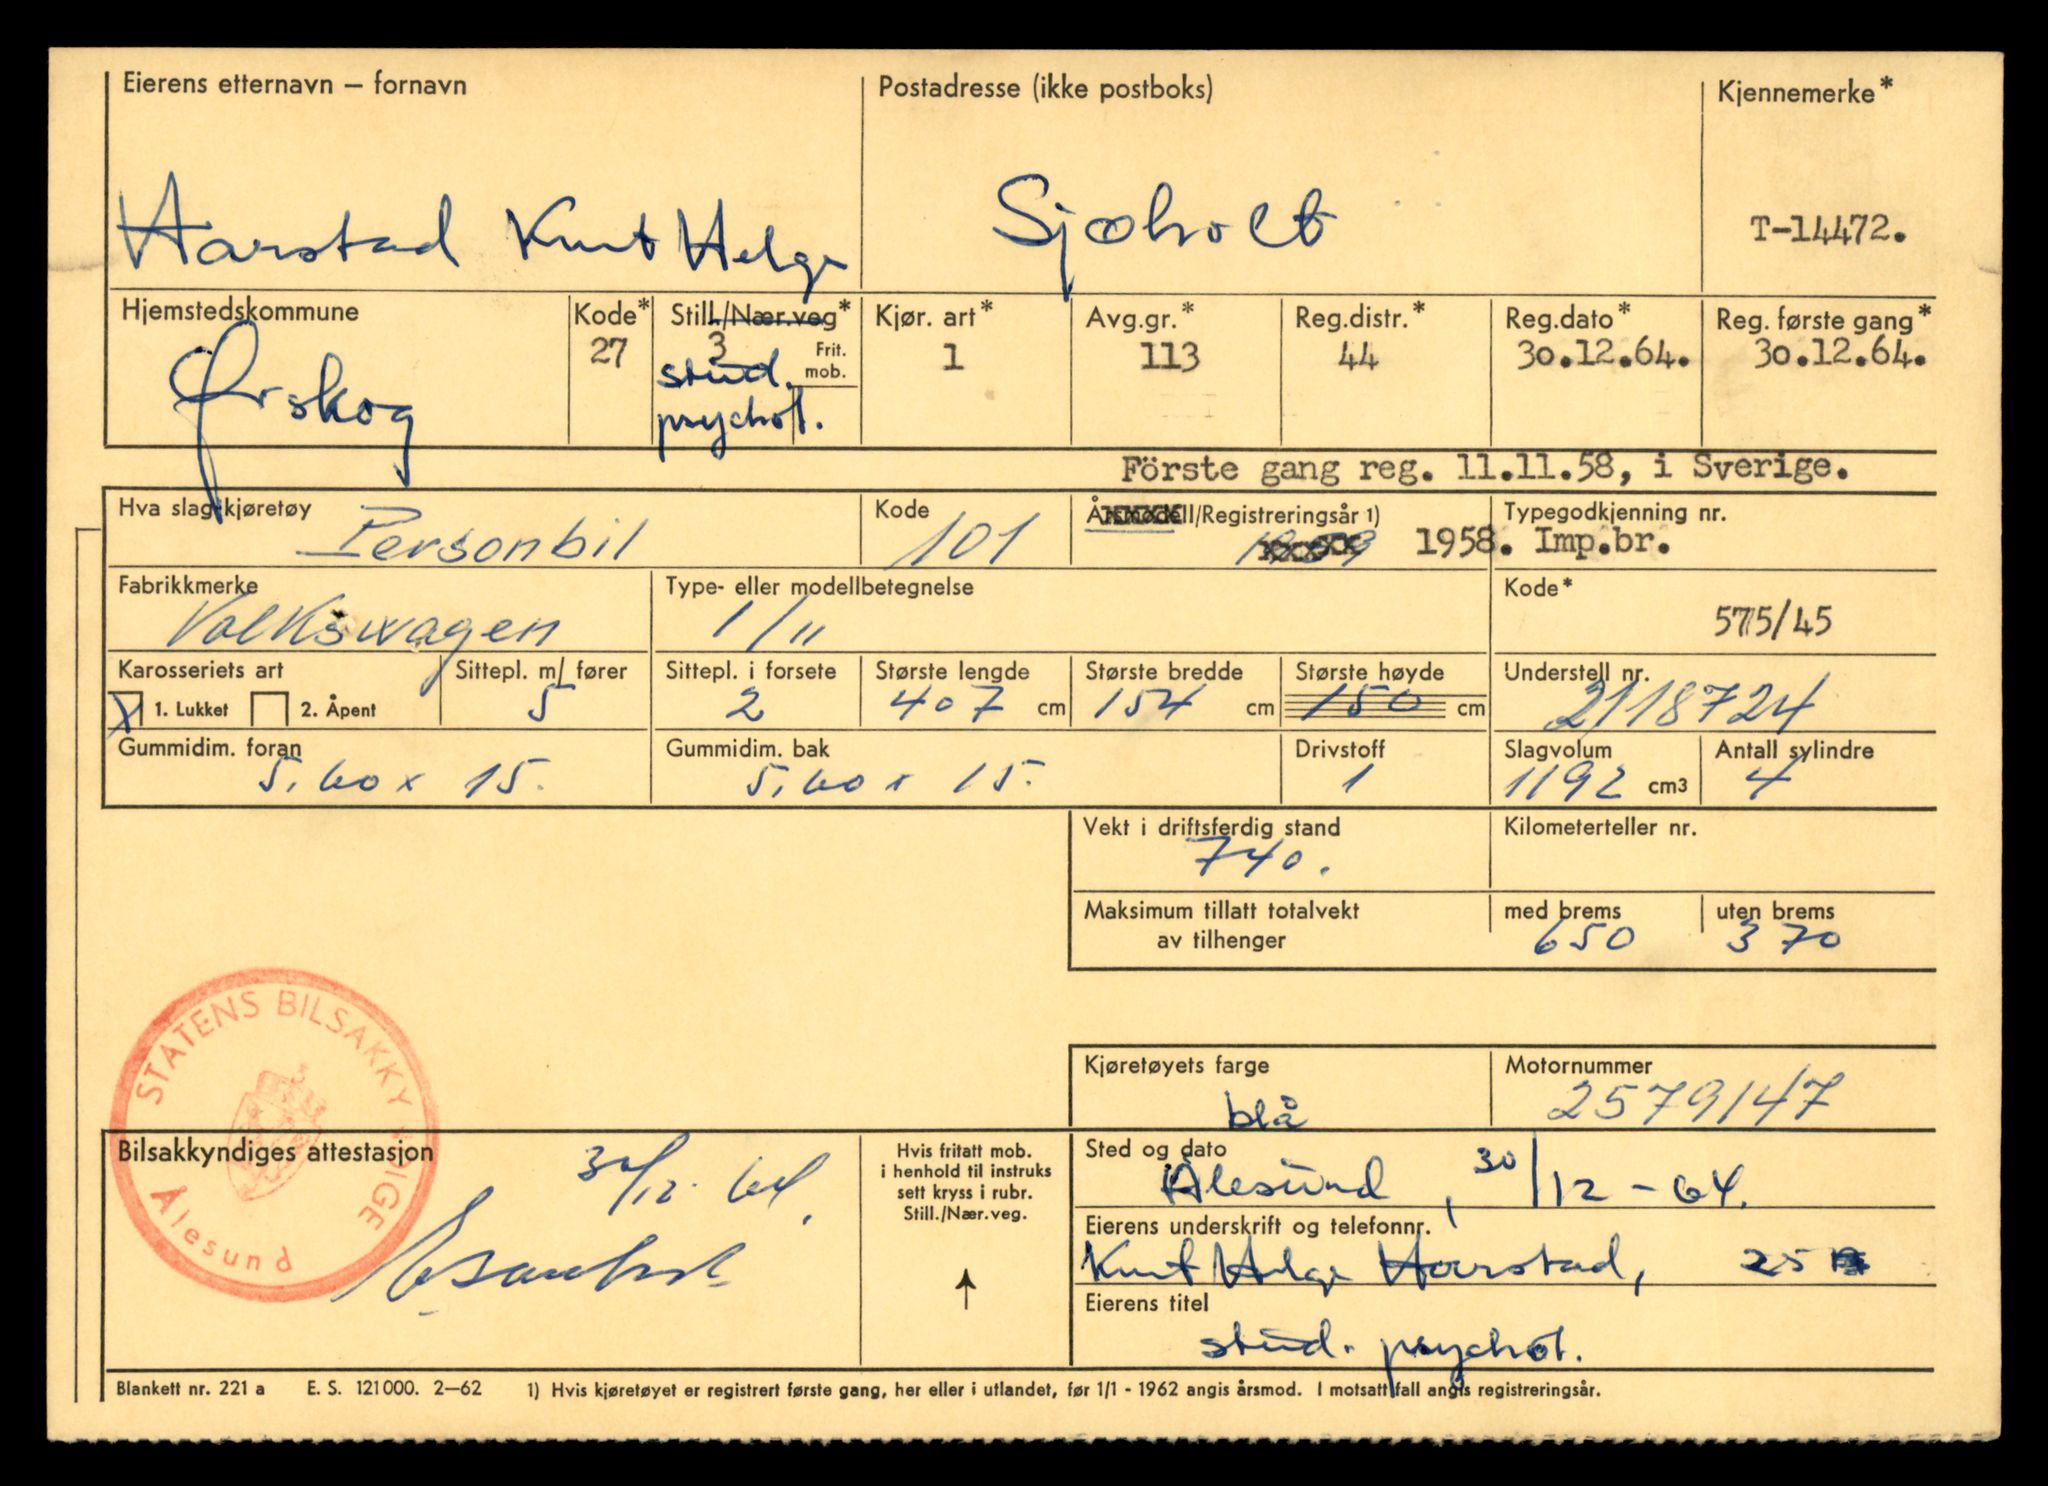 Eierens etternavn – fornavn Postadresse (ikke postboks) Kjennemerke*
Harstad Kurt Helge Sjøholt T-14472.
Hjemstedskommune Kode* Still./Nær.veg* Kjør. art* Avg.gr.* Reg.distr.* Reg.dato* Reg. første gang*
Ørskog 27 3 Frit. mob. 1 113 44 30.12.64. 30.12.64.
stud.
psychol.
Förste gang reg. 11.11.58, i Sverige.
Hva slag kjøretøy Kode Årsmodell/Registreringsår 1) Typegodkjenning nr.
Personbil 101 1958. Imp.br.
Fabrikkmerke Type- eller modellbetegnelse Kode*
Volkswagen 1/11 575/45
Karosseriets art Sittepl. m/ fører Sittepl. i forsete Største lengde Største bredde Største høyde Understell nr.
X 1. Lukket 2. Åpent 5 2 407 cm 154 cm 150 cm 2118724
Gummidim. foran Gummidim. bak Drivstoff Slagvolum Antall sylindre
5,60 x 15. 5,60 x 15. 1 1192 cm3 4
Vekt i driftsferdig stand Kilometerteller nr.
740.
Maksimum tillatt totalvekt med brems uten brems
av tilhenger 650 370
STATENS BILSAKKYNDIGE
Ålesund
Kjøretøyets farge Motornummer
blå 2579147
Bilsakkyndiges attestasjon
30/12. 64.
Hvis fritatt mob.
i henhold til instruks
sett kryss i rubr.
Still./Nær.veg.
↑
Sted og dato
Ålesund, 30/12-64.
Eierens underskrift og telefonnr.
Kurt Helge Harstad, 25
Eierens titel
stud. psychol.
Blankett nr. 221 a E. S. 121000. 2–62 1) Hvis kjøretøyet er registrert første gang, her eller i utlandet, før 1/1 - 1962 angis årsmod. I motsatt fall angis registreringsår.